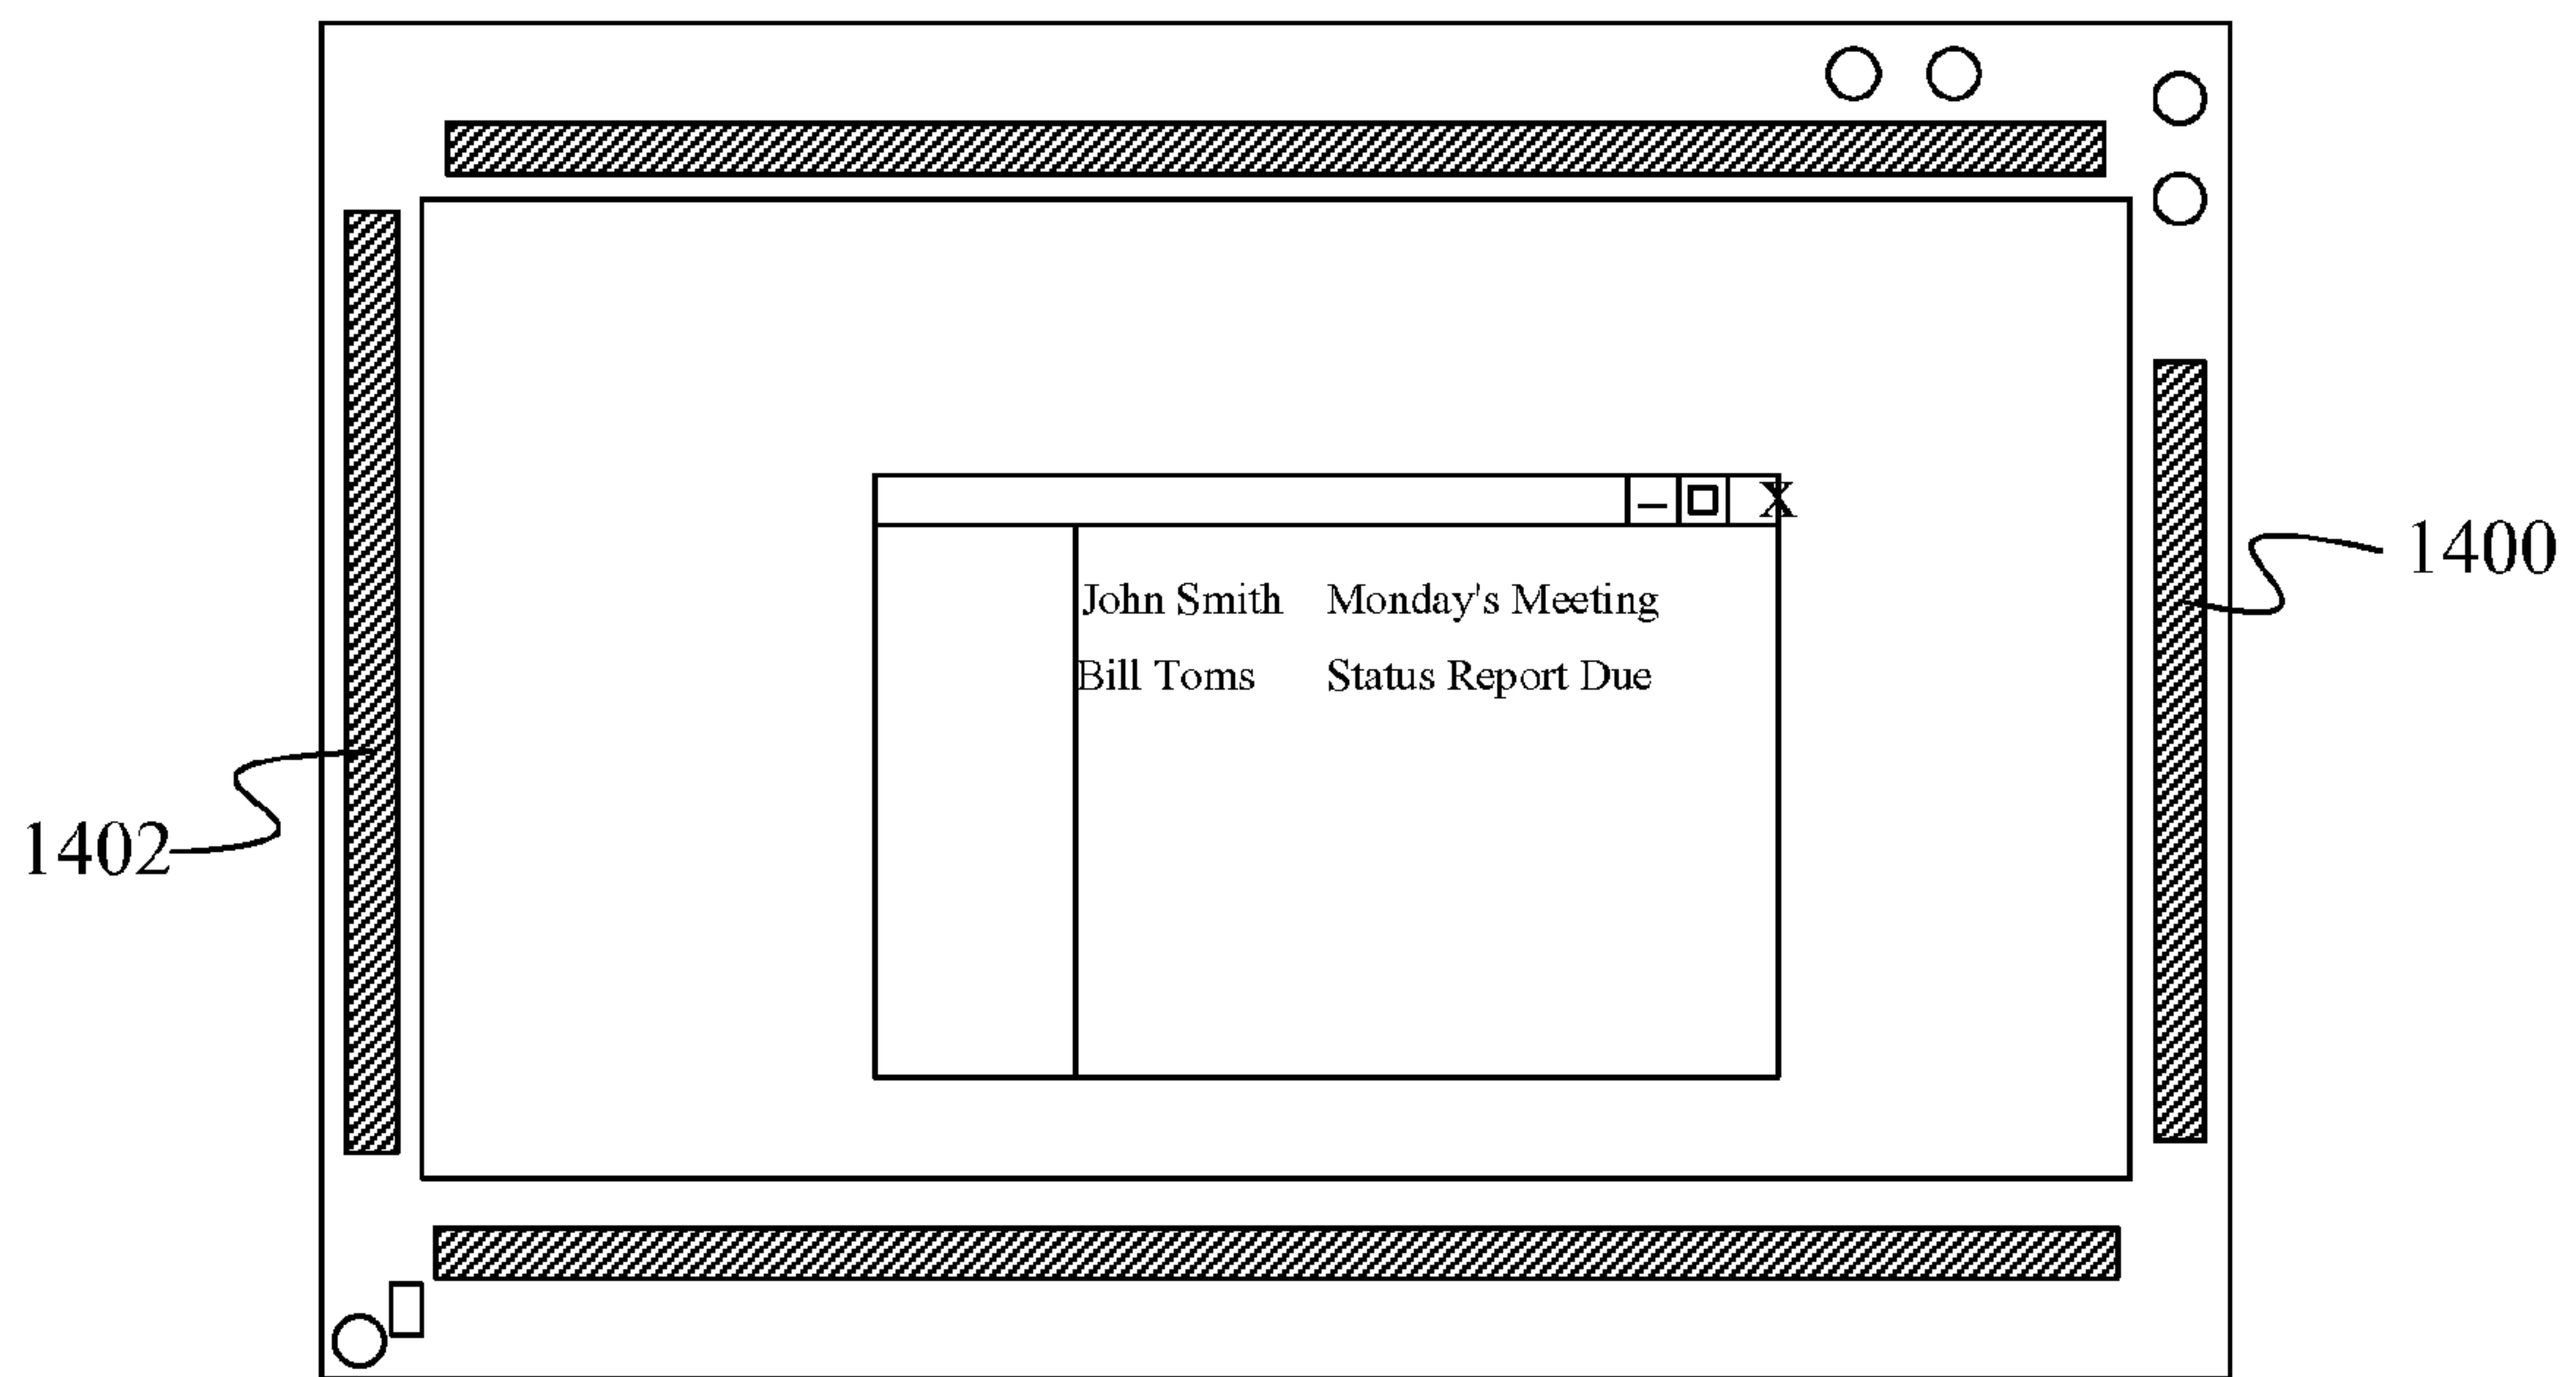 X
John Smith Monday's Meeting
1400
Bill Toms Status Report Due
1402